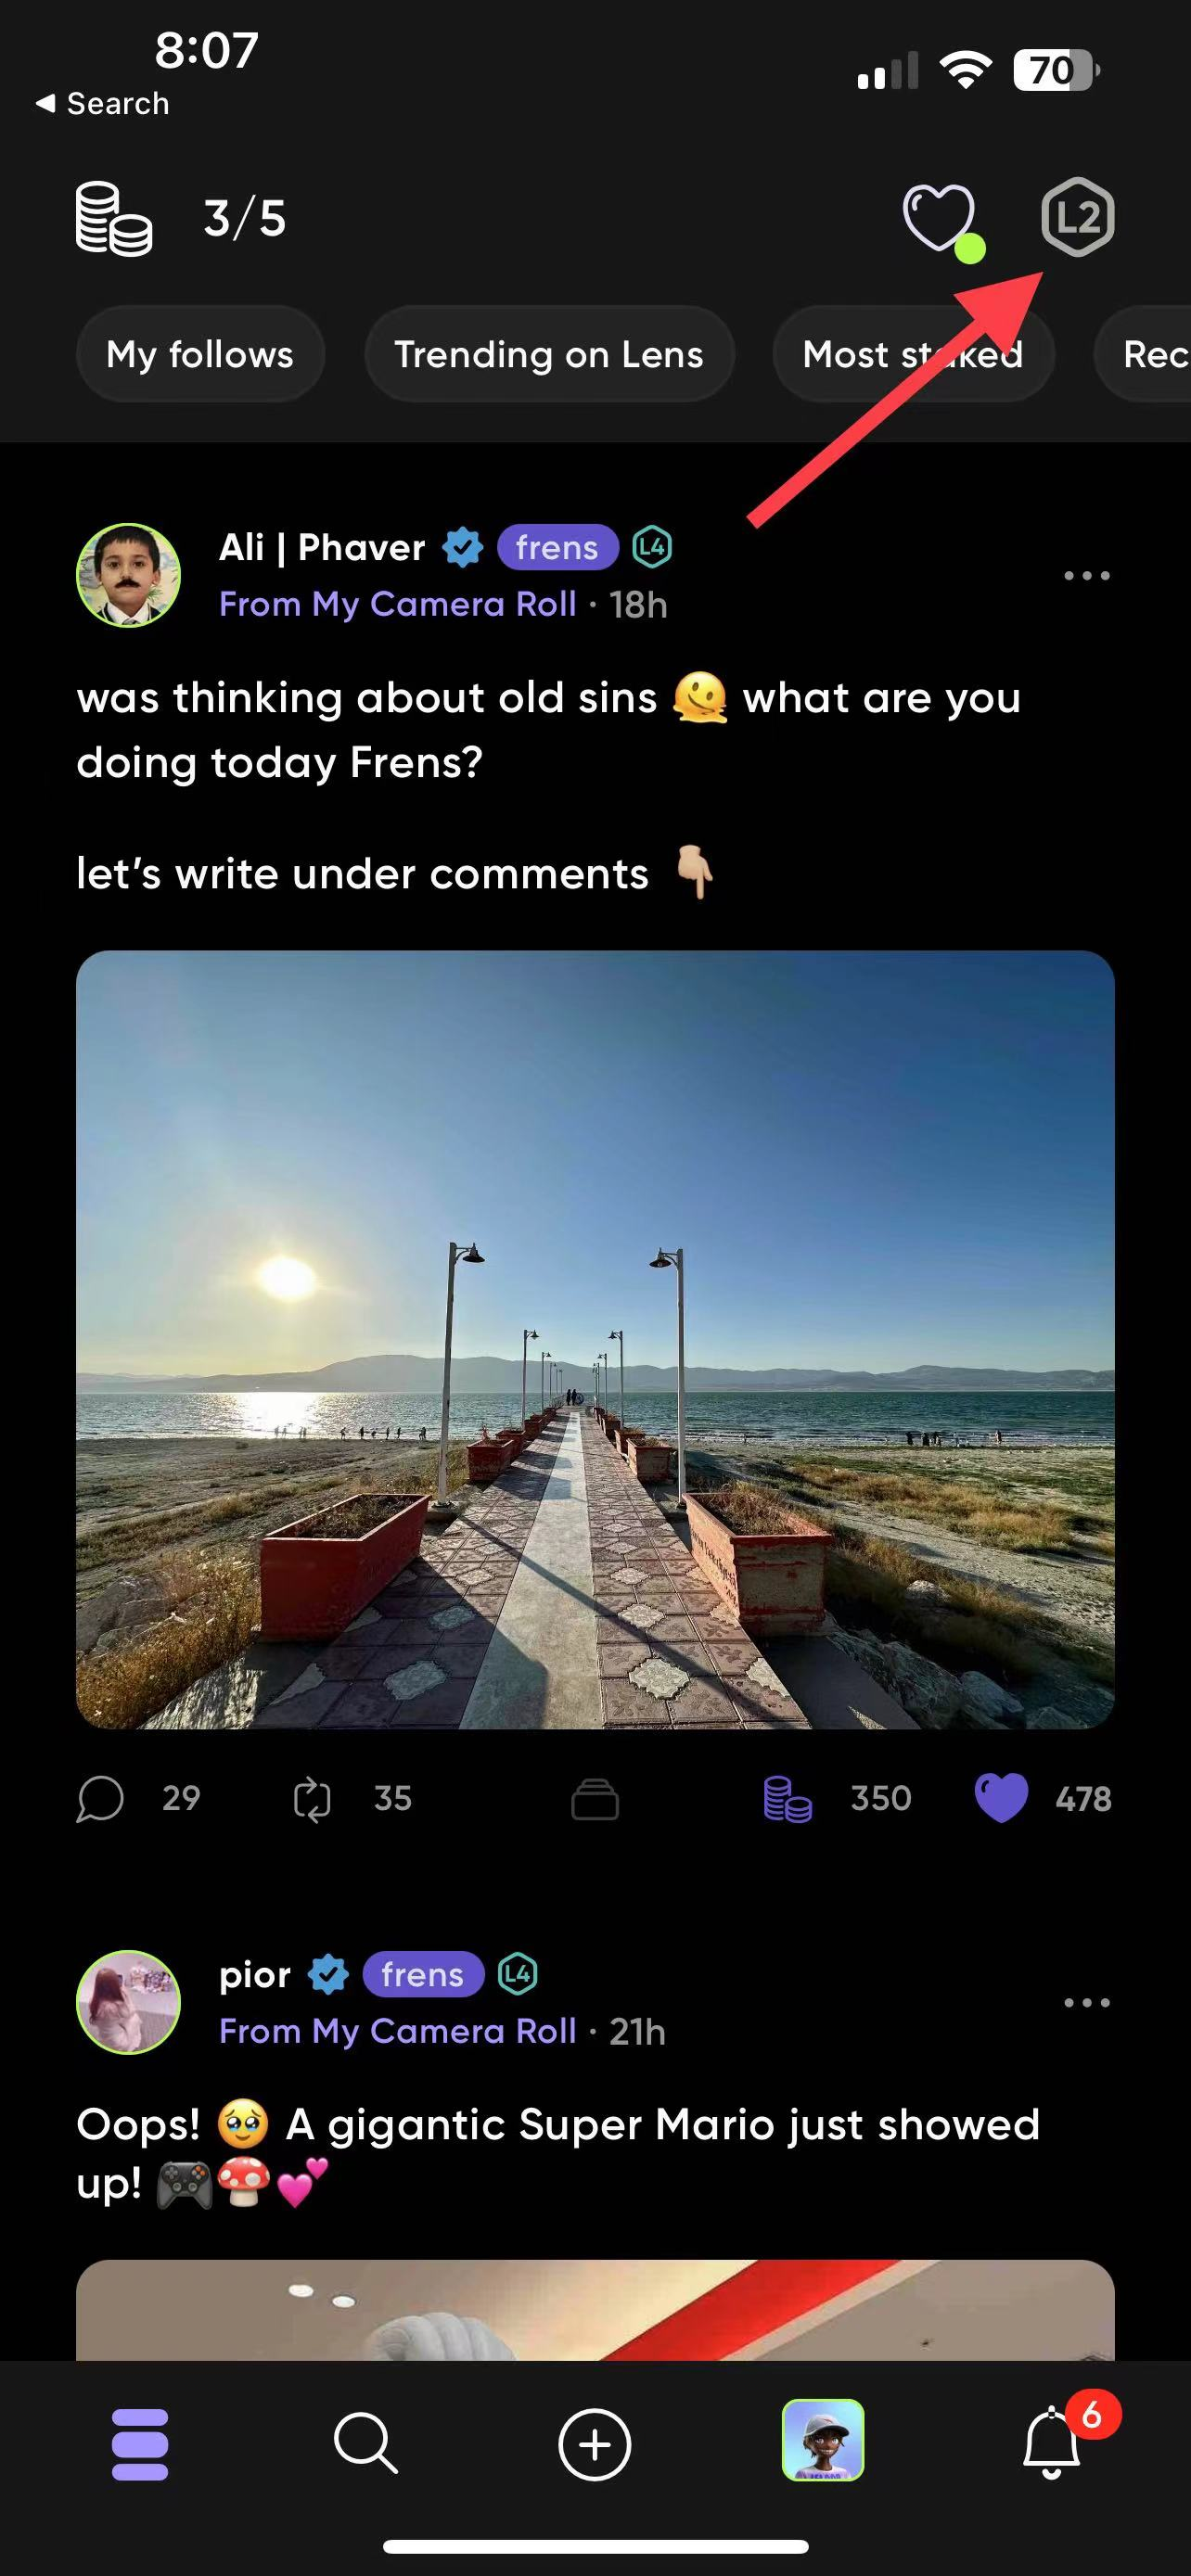 8:07
Search
70
3/5
L2
My follows
Trending on Lens
Most staked
Rec
Ali | Phaver
frens
L4
From My Camera Roll · 18h
was thinking about old sins 🫠 what are you
doing today Frens?
let’s write under comments 👇🏼
29
35
350
478
pior
frens
L4
From My Camera Roll · 21h
Oops! 🥹 A gigantic Super Mario just showed
up! 🎮🍄💕
6